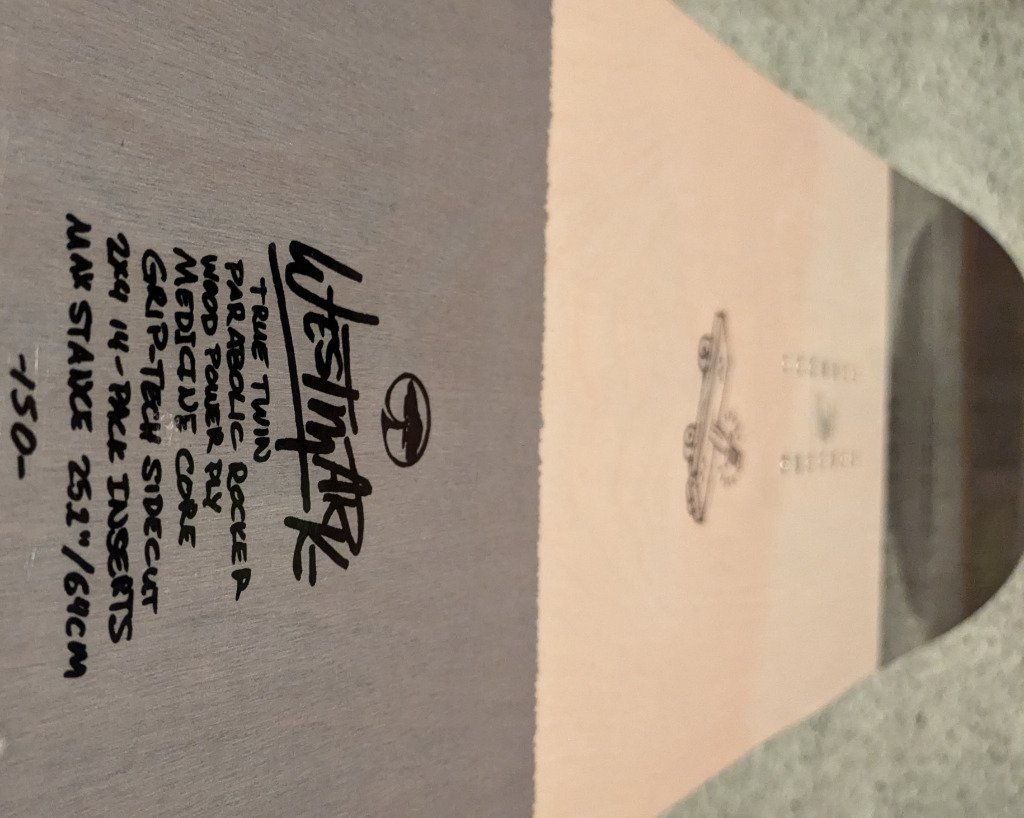 WESTMARK
TRUE TWIN
PARABOLIC ROCKER
WOOD POWER PLY
MEDICINE CORE
GRIP-TECH SIDECUT
2X4 14-PACK INSERTS
MAX STANCE 25.2"/64CM
-150-